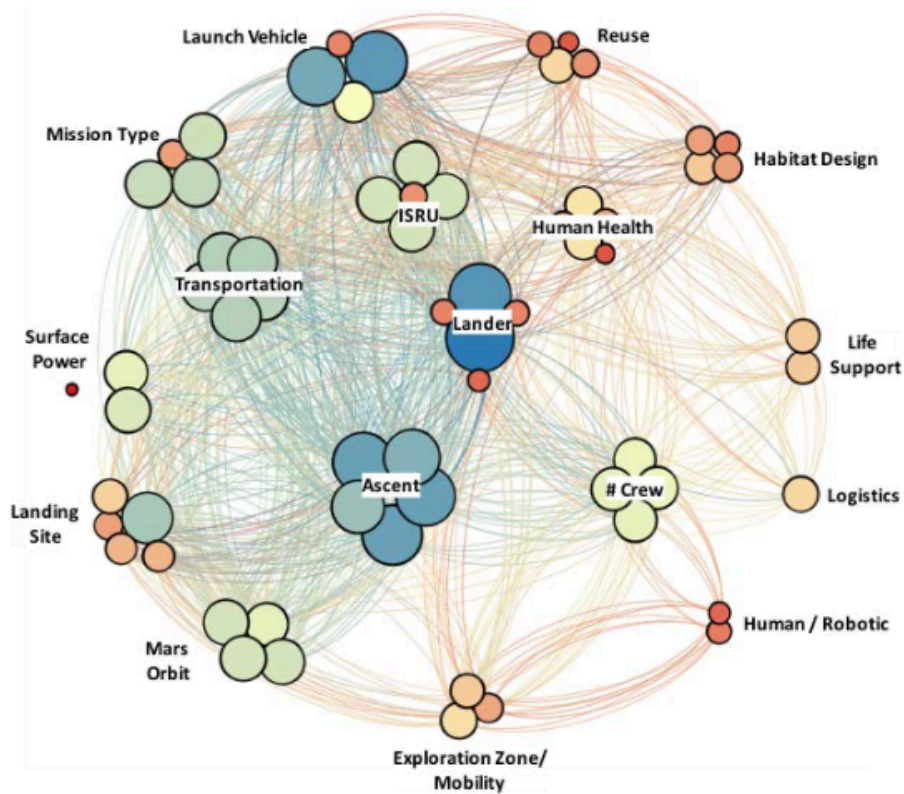 Launch Vehicle
Reuse
Mission Type
Habitat Design
ISRU
Human Health
Transportation
Lander
Surface
Power
Life
Support
Ascent
# Crew
Logistics
Landing
Site
Human / Robotic
Mars
Orbit
Exploration Zone/
Mobility